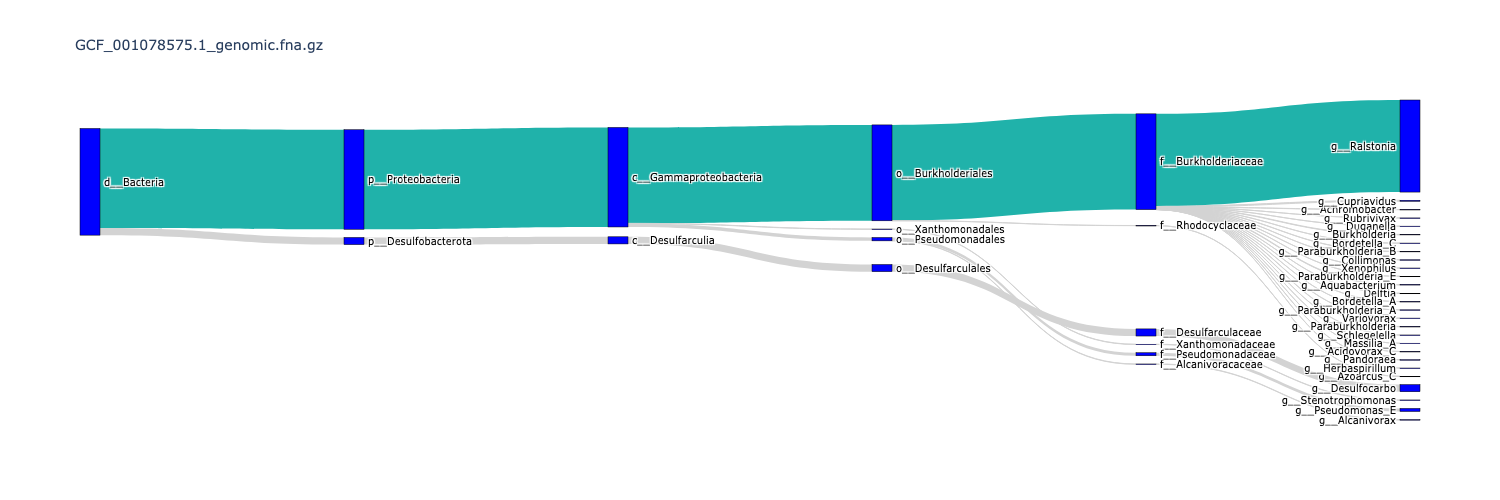 GCF_001078575.1_genomic.fna.gz
d__Bacteria
p__Proteobacteria
p__Desulfobacterota
c__Gammaproteobacteria
c__Desulfarculia
o__Burkholderiales
o__Xanthomonadales
o__Pseudomonadales
o__Desulfarculales
f__Burkholderiaceae
f__Rhodocyclaceae
f__Desulfarculaceae
f__Xanthomonadaceae
f__Pseudomonadaceae
f__Alcanivoracaceae
g__Ralstonia
g__Cupriavidus
g__Achromobacter
g__Rubrivivax
g__Duganella
g__Burkholderia
g__Bordetella_C
g__Paraburkholderia_B
g__Collimonas
g__Xenophilus
g__Paraburkholderia_E
g__Aquabacterium
g__Delftia
g__Bordetella_A
g__Paraburkholderia_A
g__Variovorax
g__Paraburkholderia
g__Schlegelella
g__Massilia_A
g__Acidovorax_C
g__Pandoraea
g__Herbaspirillum
g__Azoarcus_C
g__Desulfocarbo
g__Stenotrophomonas
g__Pseudomonas_E
g__Alcanivorax